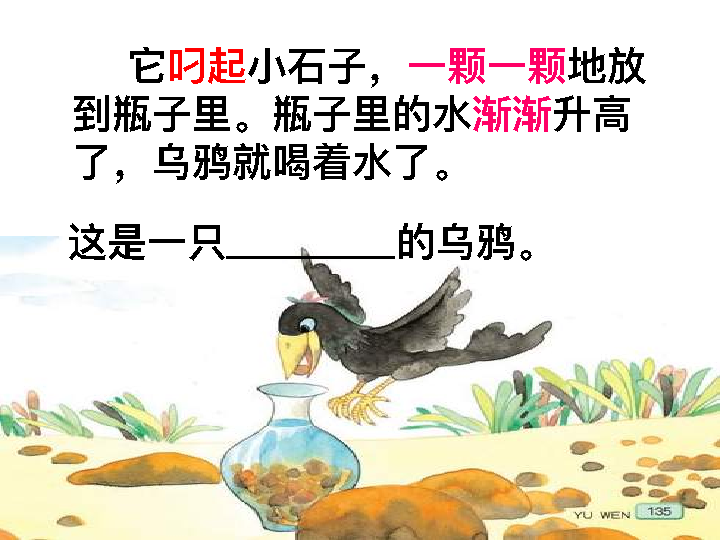 它叼起小石子，一颗一颗地放
到瓶子里。瓶子里的水渐渐升高
了，乌鸦就喝着水了。
这是一只________的乌鸦。
YU WEN 135